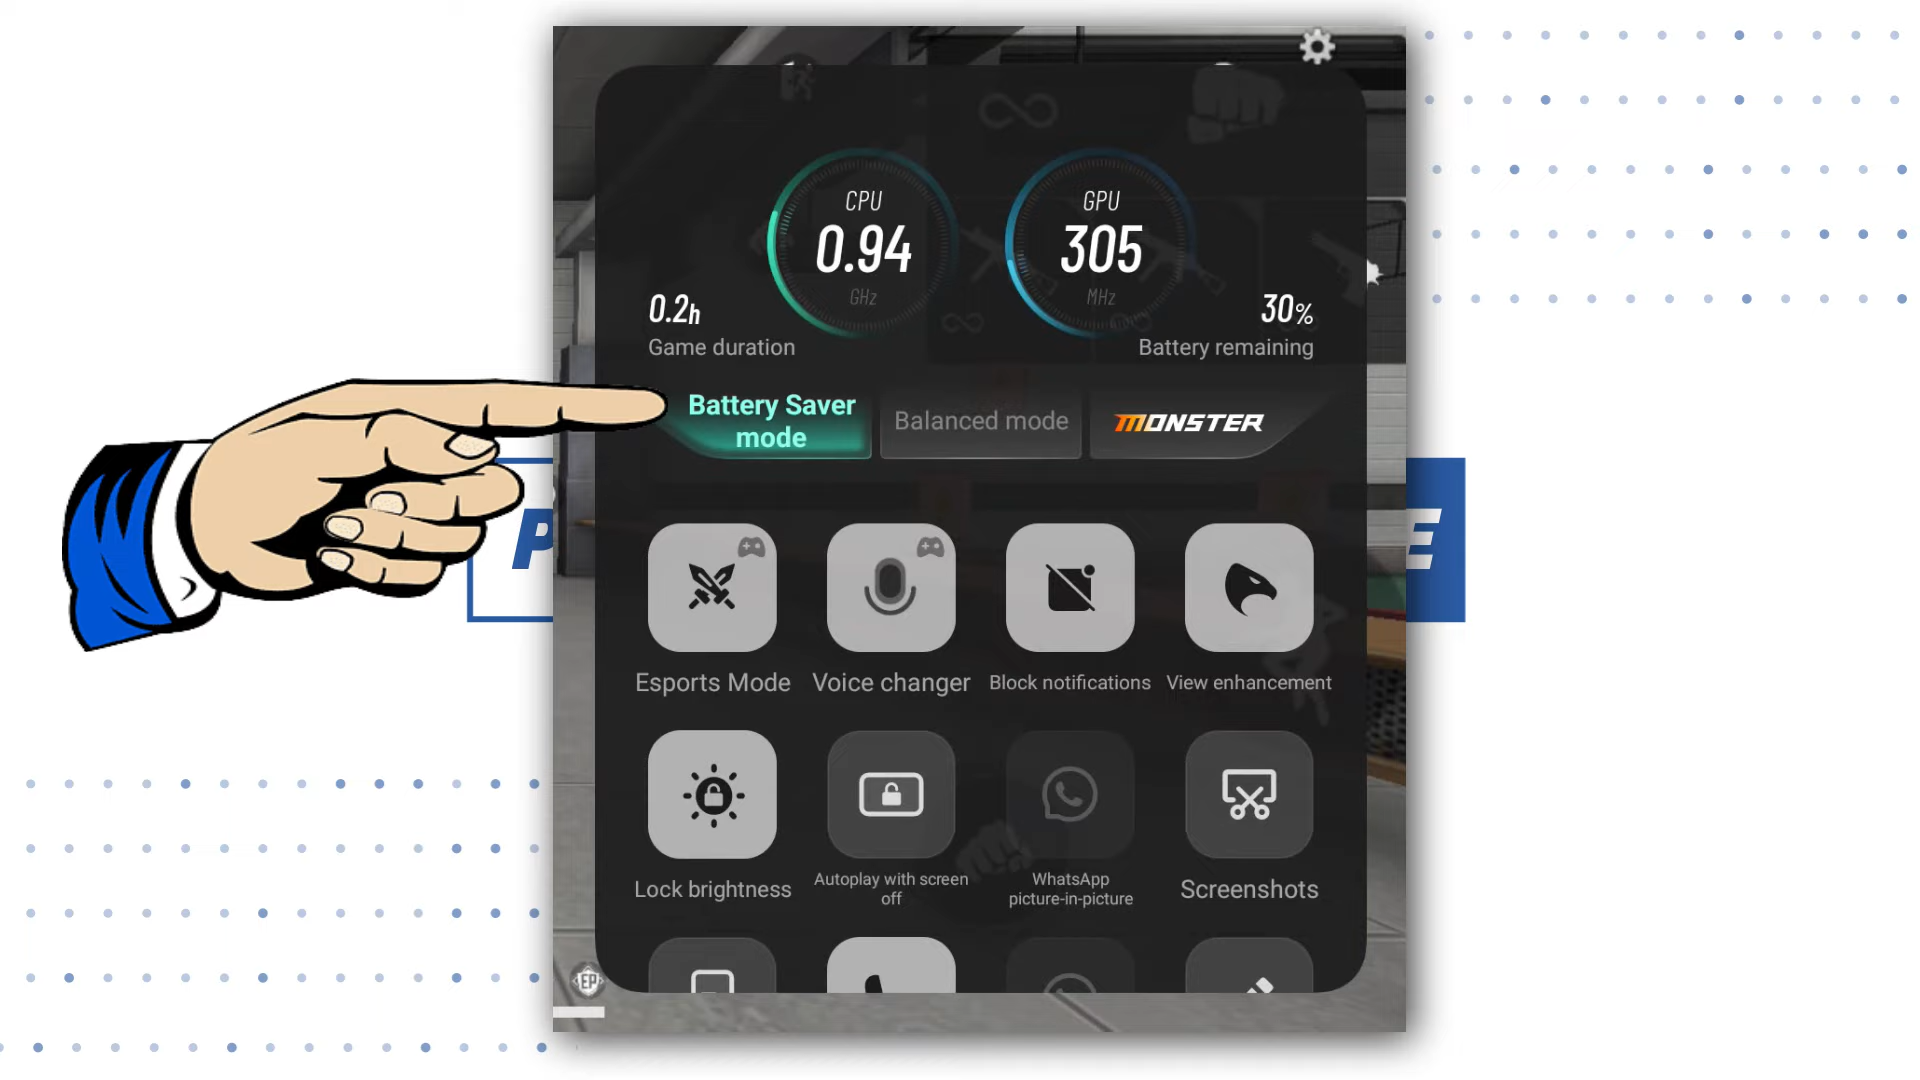 CPU
0.94
GHz
GPU
305
MHz
0.2h
Game duration
30%
Battery remaining
Battery Saver
mode
Balanced mode
MONSTER
P
E
Esports Mode
Voice changer
Block notifications
View enhancement
Lock brightness
Autoplay with screen
off
WhatsApp
picture-in-picture
Screenshots
EP